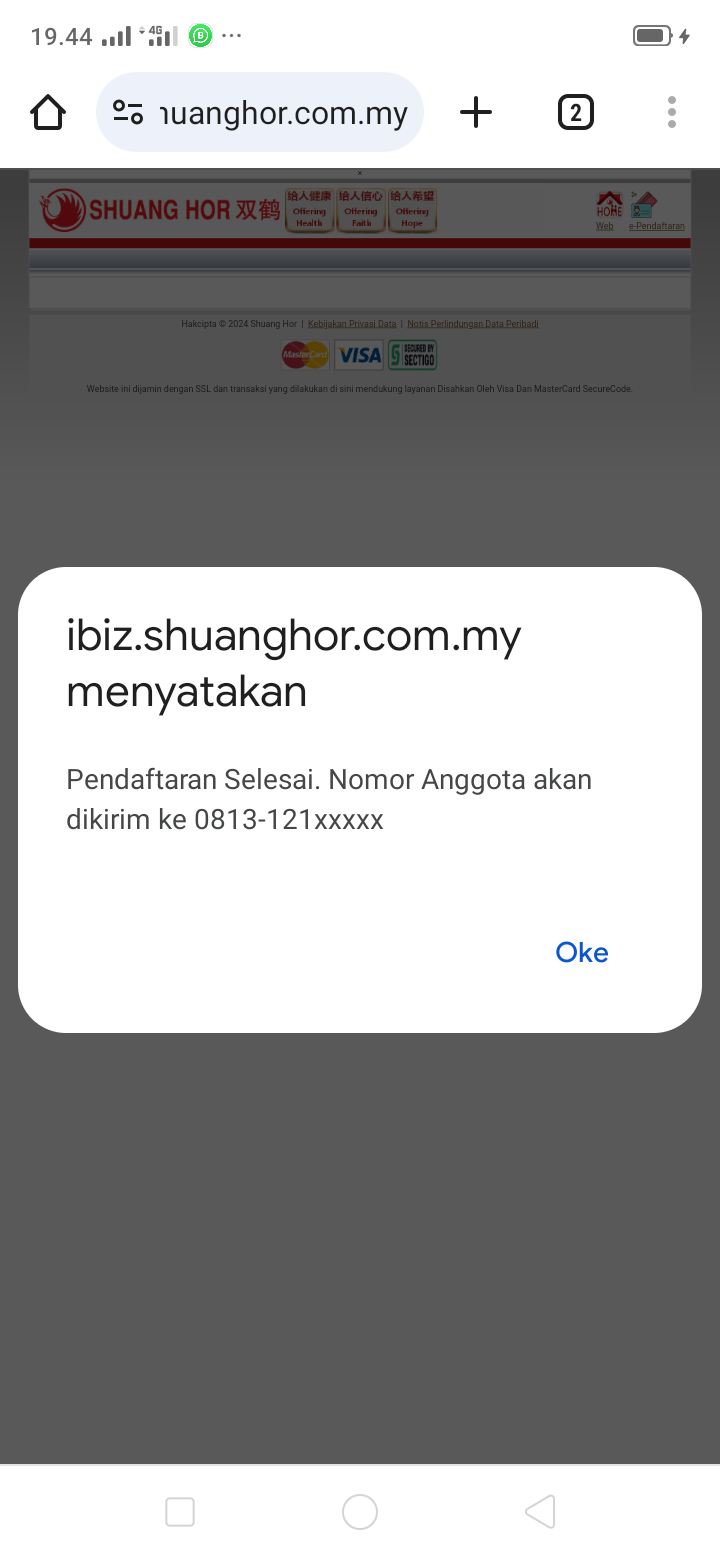 19.44 4G
huanghor.com.my
2
SHUANG HOR 双鹤
给人健康 Offering Health
给人信心 Offering Faith
给人希望 Offering Hope
HOME
Web e-Pendaftaran
Hakcipta © 2024 Shuang Hor | Kebijakan Privasi Data | Notis Perlindungan Data Peribadi
MasterCard VISA SECURED BY SECTIGO
Website ini dijamin dengan SSL dan transaksi yang dilakukan di sini mendukung layanan Disahkan Oleh Visa Dan MasterCard SecureCode.
ibiz.shuanghor.com.my
menyatakan
Pendaftaran Selesai. Nomor Anggota akan
dikirim ke 0813-121xxxxx
Oke